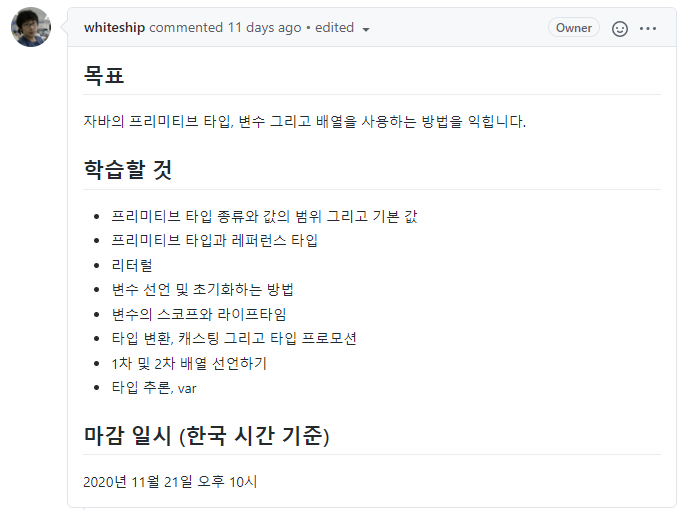 whiteship commented 11 days ago • edited
Owner
목표
자바의 프리미티브 타입, 변수 그리고 배열을 사용하는 방법을 익힙니다.
학습할 것
프리미티브 타입 종류와 값의 범위 그리고 기본 값
프리미티브 타입과 레퍼런스 타입
리터럴
변수 선언 및 초기화하는 방법
변수의 스코프와 라이프타임
타입 변환, 캐스팅 그리고 타입 프로모션
1차 및 2차 배열 선언하기
타입 추론, var
마감 일시 (한국 시간 기준)
2020년 11월 21일 오후 10시